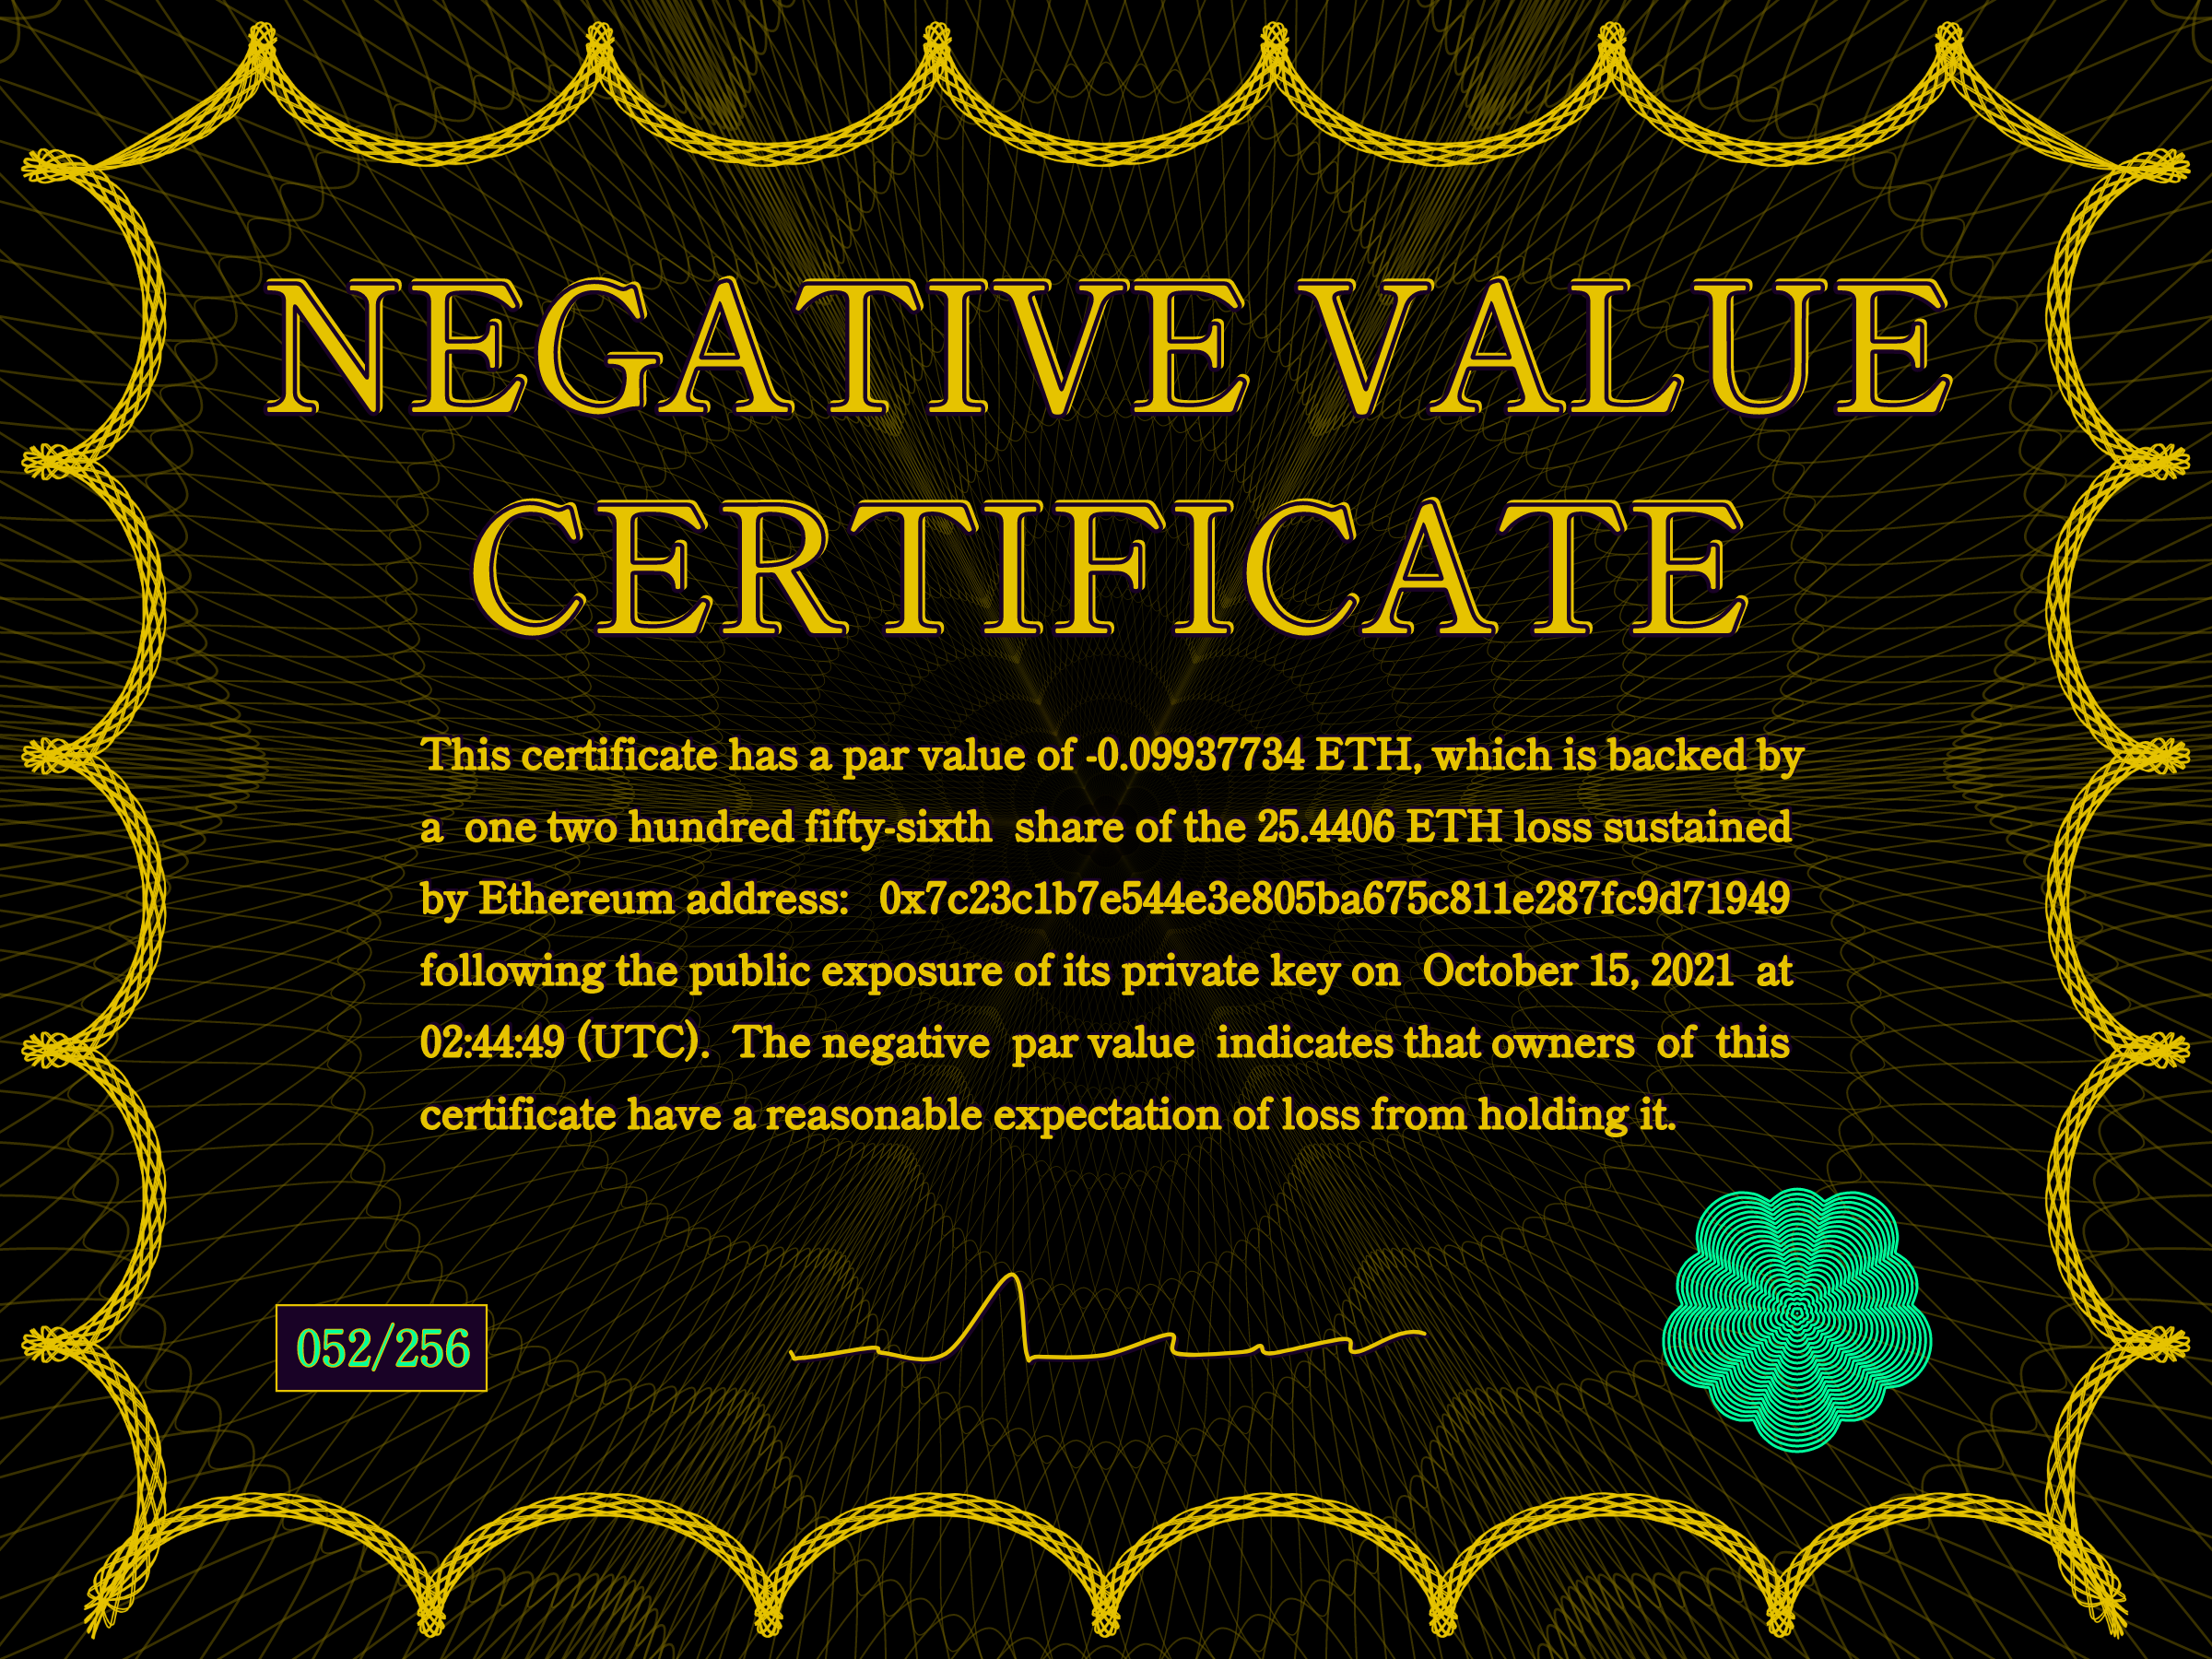 NEGATIVE VALUE
CERTIFICATE
This certificate has a par value of -0.09937734 ETH, which is backed by
a one two hundred fifty-sixth share of the 25.4406 ETH loss sustained
by Ethereum address: 0x7c23c1b7e544e3e805ba675c811e287fc9d71949
following the public exposure of its private key on October 15, 2021 at
02:44:49 (UTC). The negative par value indicates that owners of this
certificate have a reasonable expectation of loss from holding it.
052/256